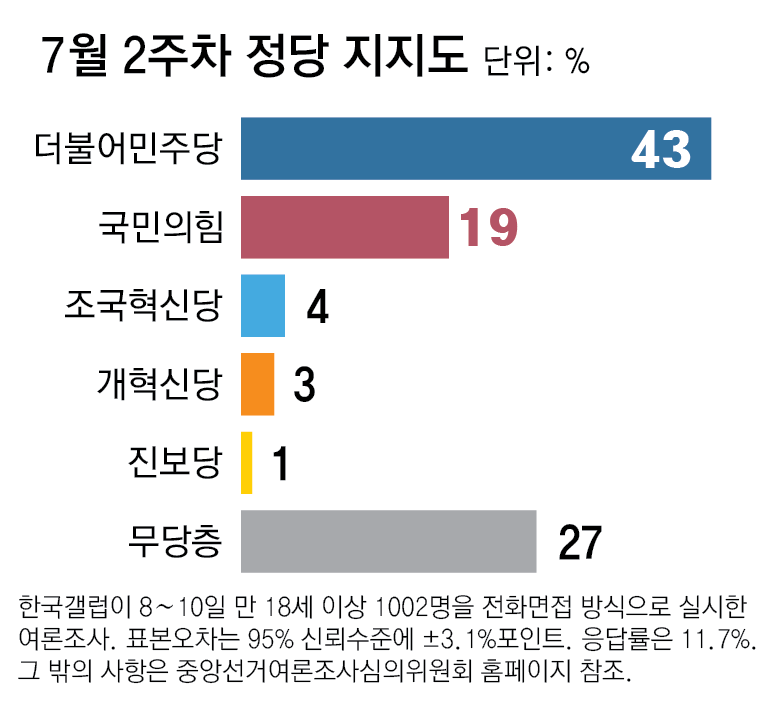 7월 2주차 정당 지지도 단위: %
더불어민주당 43
국민의힘 19
조국혁신당 4
개혁신당 3
진보당 1
무당층 27
한국갤럽이 8～10일 만 18세 이상 1002명을 전화면접 방식으로 실시한
여론조사. 표본오차는 95% 신뢰수준에 ±3.1%포인트. 응답률은 11.7%.
그 밖의 사항은 중앙선거여론조사심의위원회 홈페이지 참조.